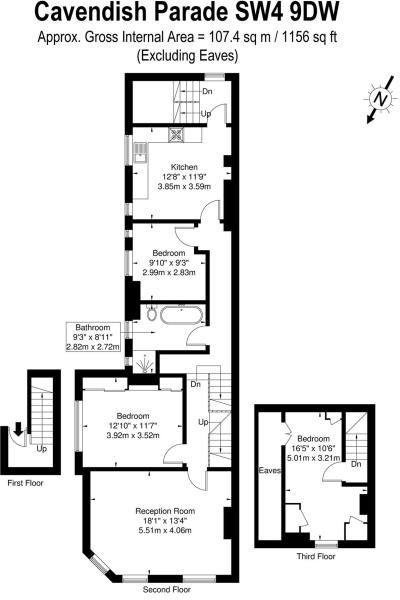 Cavendish Parade SW4 9DW
Approx. Gross Internal Area = 107.4 sq m / 1156 sq ft
(Excluding Eaves)
N
Dn
Up
Kitchen
12'8" x 11'9"
3.85m x 3.59m
Bedroom
9'10" x 9'3"
2.99m x 2.83m
Bathroom
9'3" x 8'11"
2.82m x 2.72m
Dn
Up
Bedroom
12'10" x 11'7"
3.92m x 3.52m
Reception Room
18'1" x 13'4"
5.51m x 4.06m
Second Floor
Up
First Floor
Bedroom
16'5" x 10'6"
5.01m x 3.21m
Eaves
Dn
Third Floor